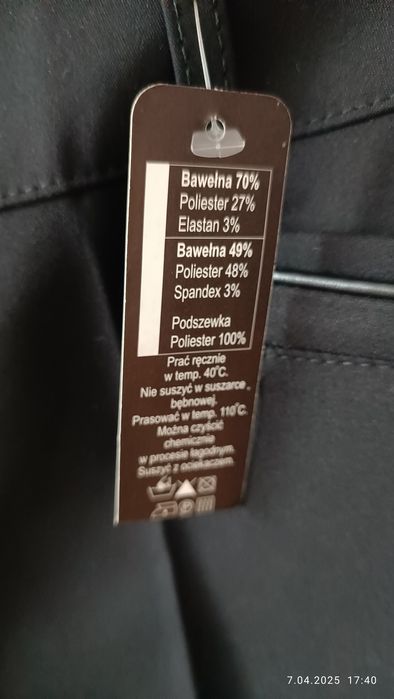 Bawełna 70%
Poliester 27%
Elastan 3%
Bawełna 49%
Poliester 48%
Spandex 3%
Podszewka
Poliester 100%
Prać ręcznie
w temp. 40°C.
Nie suszyć w suszarce
bębnowej.
Prasować w temp. 110°C.
Można czyścić
chemicznie
w procesie łagodnym.
Suszyć z ociekaczem.
7.04.2025 17:40